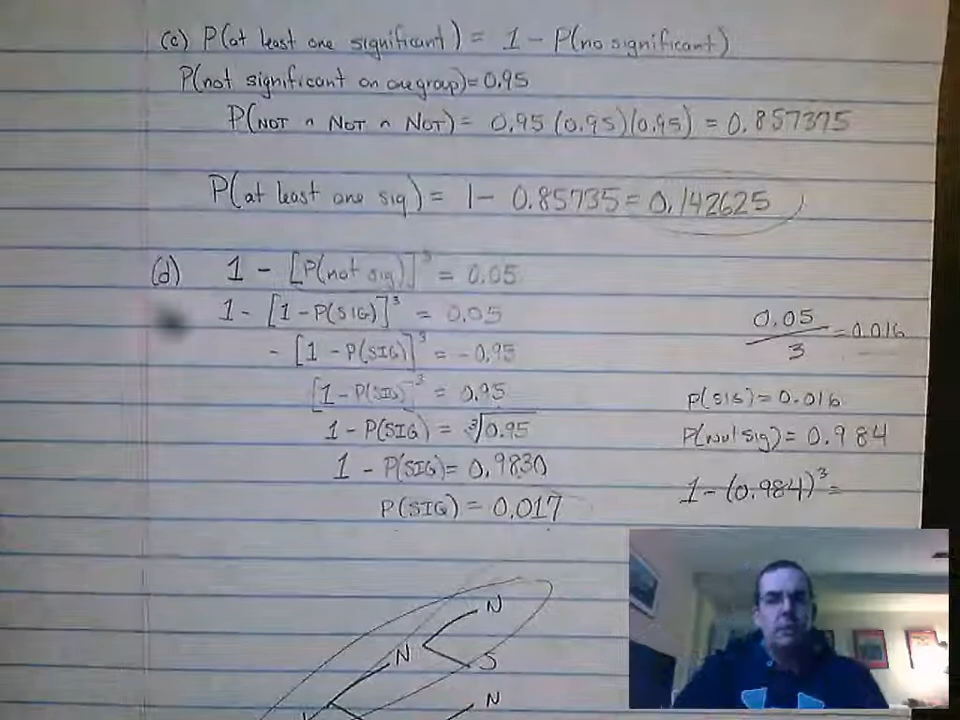 (c) P(at least one significant) = 1 - P(no significant)
P(not significant on one group) = 0.95
P(NOT ∩ NOT ∩ NOT) = 0.95 (0.95)(0.95) = 0.857375
P(at least one sig) = 1 - 0.85735 = 0.142625
(d) 1 - [P(not sig)]³ = 0.05
1 - [1 - P(SIG)]³ = 0.05
- [1 - P(SIG)]³ = -0.95
[1 - P(SIG)]³ = 0.95
1 - P(SIG) = ³√0.95
1 - P(SIG) = 0.9830
P(SIG) = 0.017
0.05/3 = 0.016
P(SIG) = 0.016
P(not sig) = 0.984
1 - (0.984)³ =
N
N
S
N